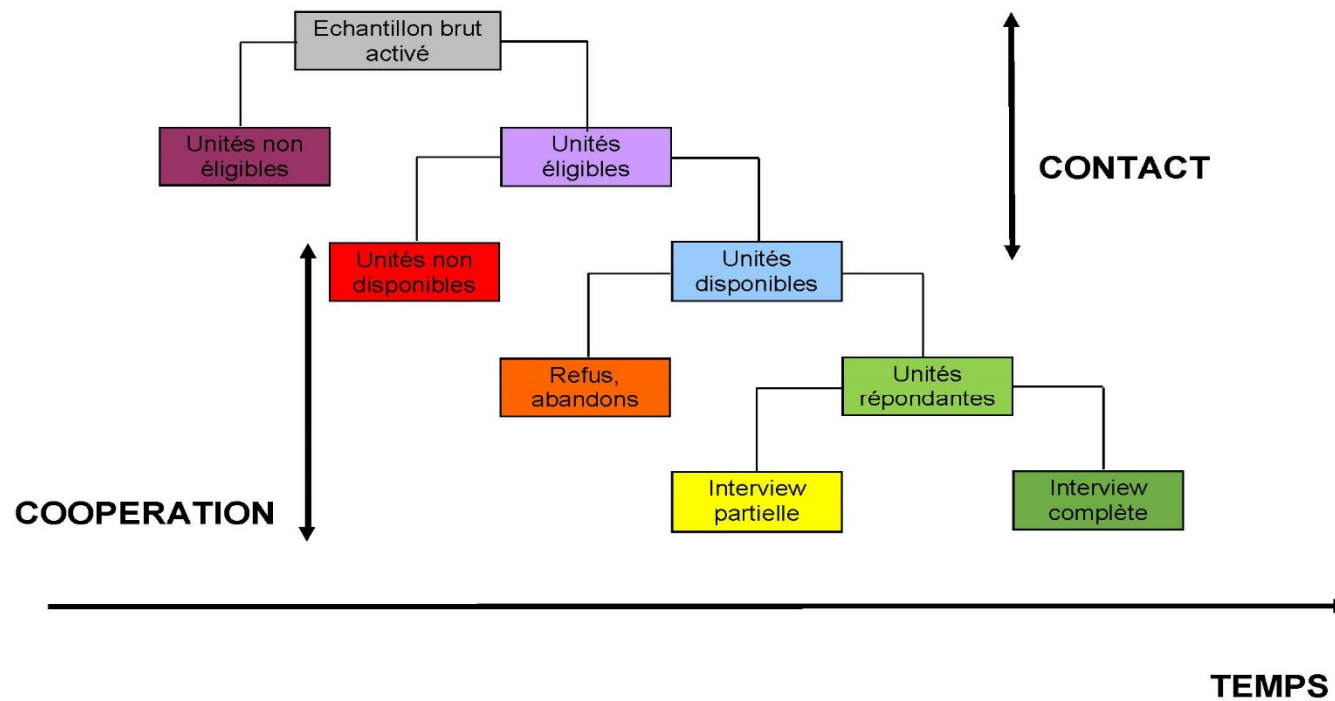 Echantillon brut
activé
Unités non
éligibles
Unités
éligibles
CONTACT
Unités non
disponibles
Unités
disponibles
Refus,
abandons
Unités
répondantes
COOPERATION
Interview
partielle
Interview
complète
TEMPS